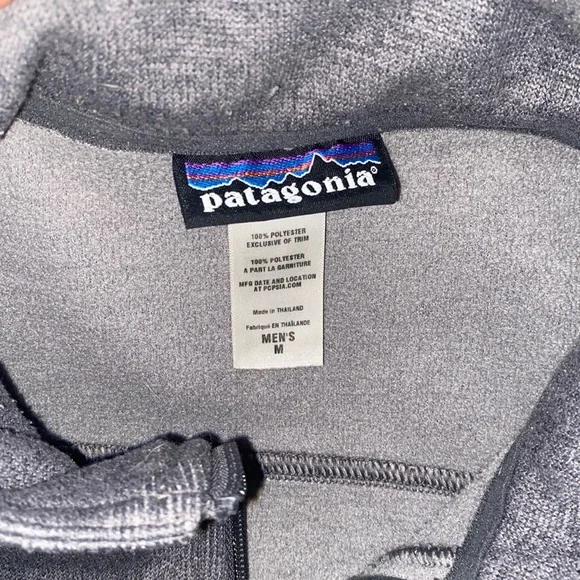 patagonia®
100% POLYESTER
EXCLUSIVE OF TRIM
100% POLYESTER
A PART LA GARNITURE
MFG DATE AND LOCATION
AT PCPSIA.COM
Made in THAILAND
Fabriqué EN THAÏLANDE
MEN'S
M